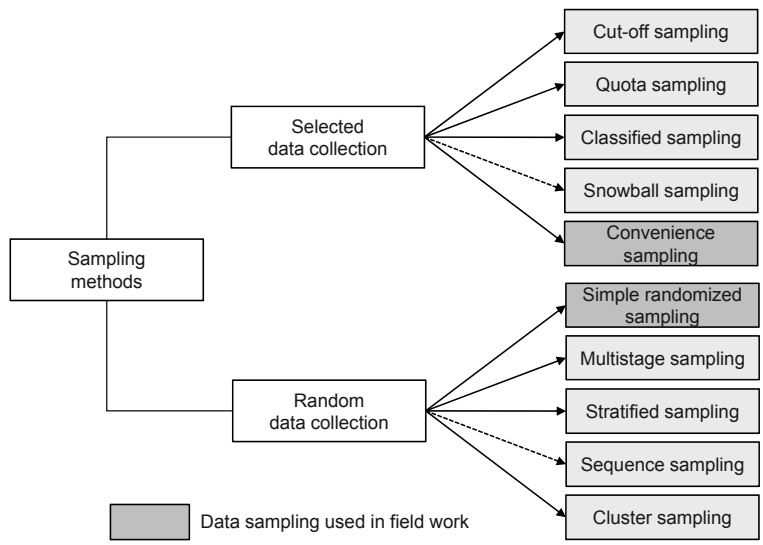 Cut-off sampling
Quota sampling
Selected
data collection
Classified sampling
Snowball sampling
Convenience
sampling
Sampling
methods
Simple randomized
sampling
Multistage sampling
Random
data collection
Stratified sampling
Sequence sampling
Cluster sampling
Data sampling used in field work